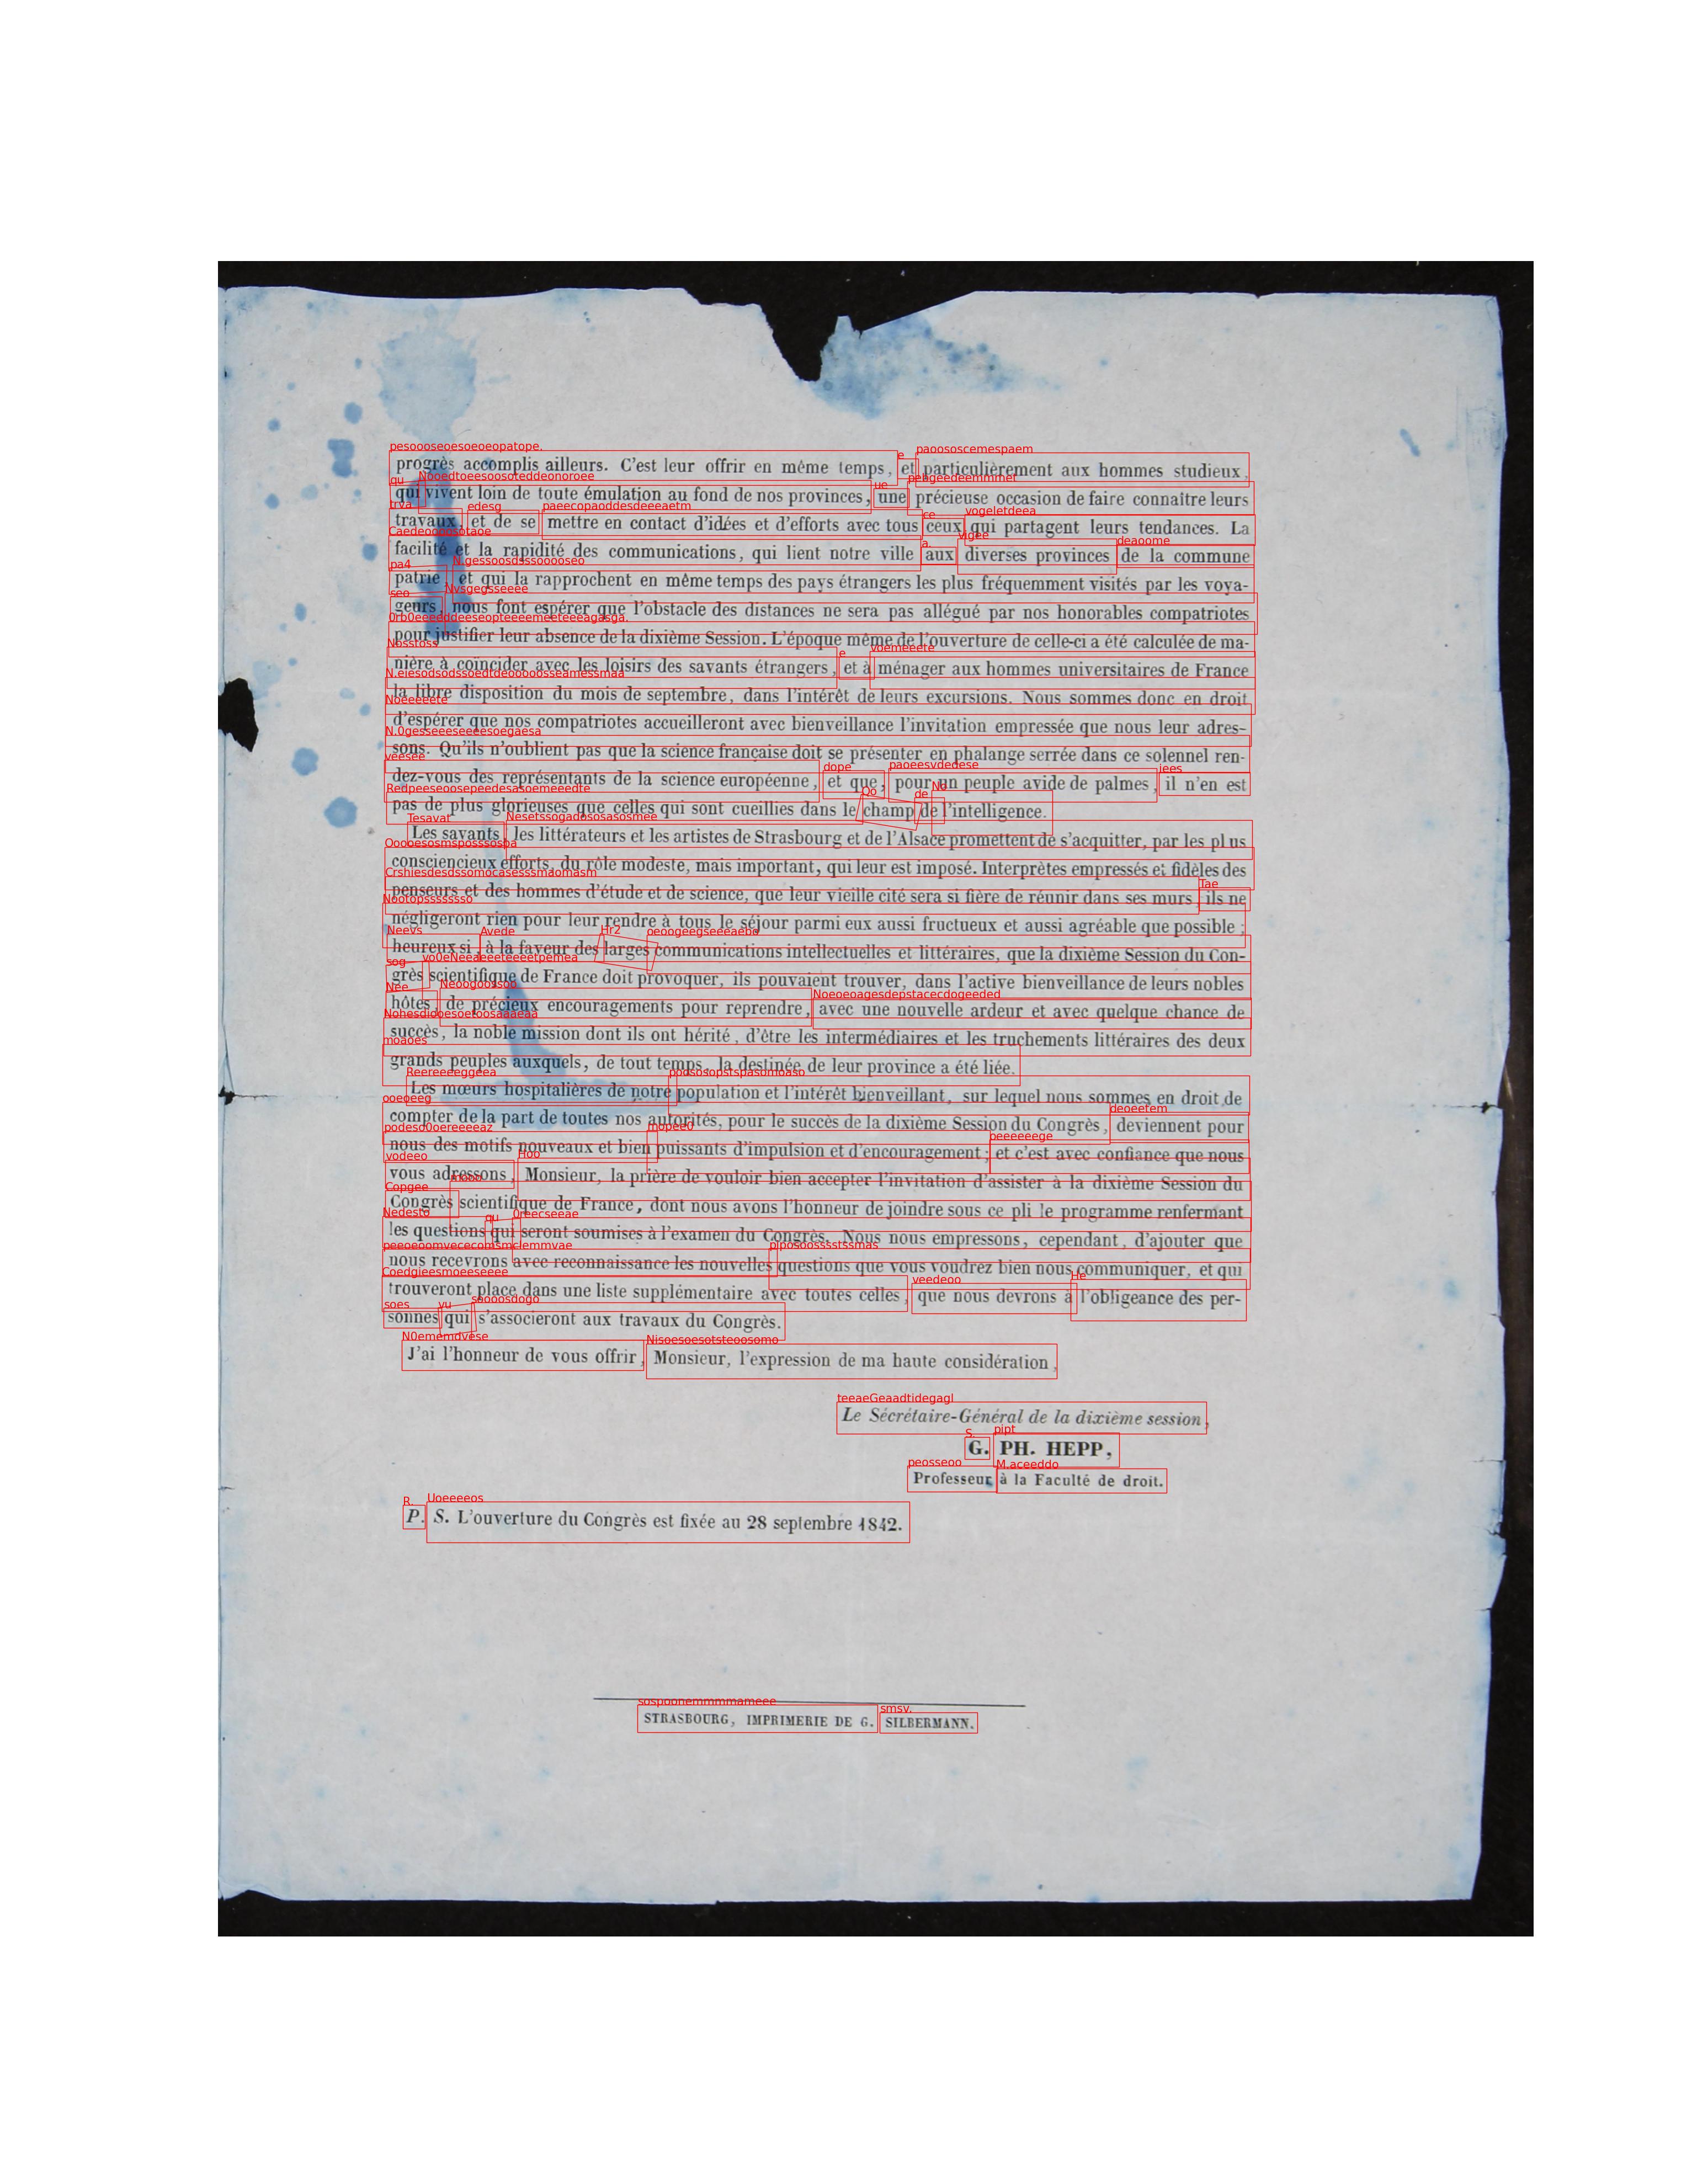 progrès accomplis ailleurs. C'est leur offrir en même temps, et particulièrement aux hommes studieux,
qui vivent loin de toute émulation au fond de nos provinces, une précieuse occasion de faire connaître leurs
travaux, et de se mettre en contact d'idées et d'efforts avec tous ceux qui partagent leurs tendances. La
facilité et la rapidité des communications, qui lient notre ville aux diverses provinces de la commune
patrie, et qui la rapprochent en même temps des pays étrangers les plus fréquemment visités par les voya-
geurs, nous font espérer que l'obstacle des distances ne sera pas allégué par nos honorables compatriotes
pour justifier leur absence de la dixième Session. L'époque même de l'ouverture de celle-ci a été calculée de ma-
nière à coïncider avec les loisirs des savants étrangers, et à ménager aux hommes universitaires de France
la libre disposition du mois de septembre, dans l'intérêt de leurs excursions. Nous sommes donc en droit
d'espérer que nos compatriotes accueilleront avec bienveillance l'invitation empressée que nous leur adres-
sons. Qu'ils n'oublient pas que la science française doit se présenter en phalange serrée dans ce solennel ren-
dez-vous des représentants de la science européenne, et que, pour un peuple avide de palmes, il n'en est
pas de plus glorieuses que celles qui sont cueillies dans le champ de l'intelligence.
Les savants, les littérateurs et les artistes de Strasbourg et de l'Alsace promettent de s'acquitter, par les plus
consciencieux efforts, du rôle modeste, mais important, qui leur est imposé. Interprètes empressés et fidèles des
penseurs et des hommes d'étude et de science, que leur vieille cité sera si fière de réunir dans ses murs, ils ne
négligeront rien pour leur rendre à tous le séjour parmi eux aussi fructueux et aussi agréable que possible;
heureux si, à la faveur des larges communications intellectuelles et littéraires, que la dixième Session du Con-
grès scientifique de France doit provoquer, ils pouvaient trouver, dans l'active bienveillance de leurs nobles
hôtes, de précieux encouragements pour reprendre, avec une nouvelle ardeur et avec quelque chance de
succès, la noble mission dont ils ont hérité, d'être les intermédiaires et les truchements littéraires des deux
grands peuples auxquels, de tout temps, la destinée de leur province a été liée.
Les mœurs hospitalières de notre population et l'intérêt bienveillant, sur lequel nous sommes en droit de
compter de la part de toutes nos autorités, pour le succès de la dixième Session du Congrès, deviennent pour
nous des motifs nouveaux et bien puissants d'impulsion et d'encouragement; et c'est avec confiance que nous
vous adressons, Monsieur, la prière de vouloir bien accepter l'invitation d'assister à la dixième Session du
Congrès scientifique de France, dont nous avons l'honneur de joindre sous ce pli le programme renfermant
les questions qui seront soumises à l'examen du Congrès. Nous nous empressons, cependant, d'ajouter que
nous recevrons avec reconnaissance les nouvelles questions que vous voudrez bien nous communiquer, et qui
trouveront place dans une liste supplémentaire avec toutes celles, que nous devrons à l'obligeance des per-
sonnes qui s'associeront aux travaux du Congrès.
J'ai l'honneur de vous offrir, Monsieur, l'expression de ma haute considération,
Le Sécrétaire-Général de la dixième session,
G. PH. HEPP,
Professeur à la Faculté de droit.
P. S. L'ouverture du Congrès est fixée au 28 septembre 1842.
STRASBOURG, IMPRIMERIE DE G. SILBERMANN.